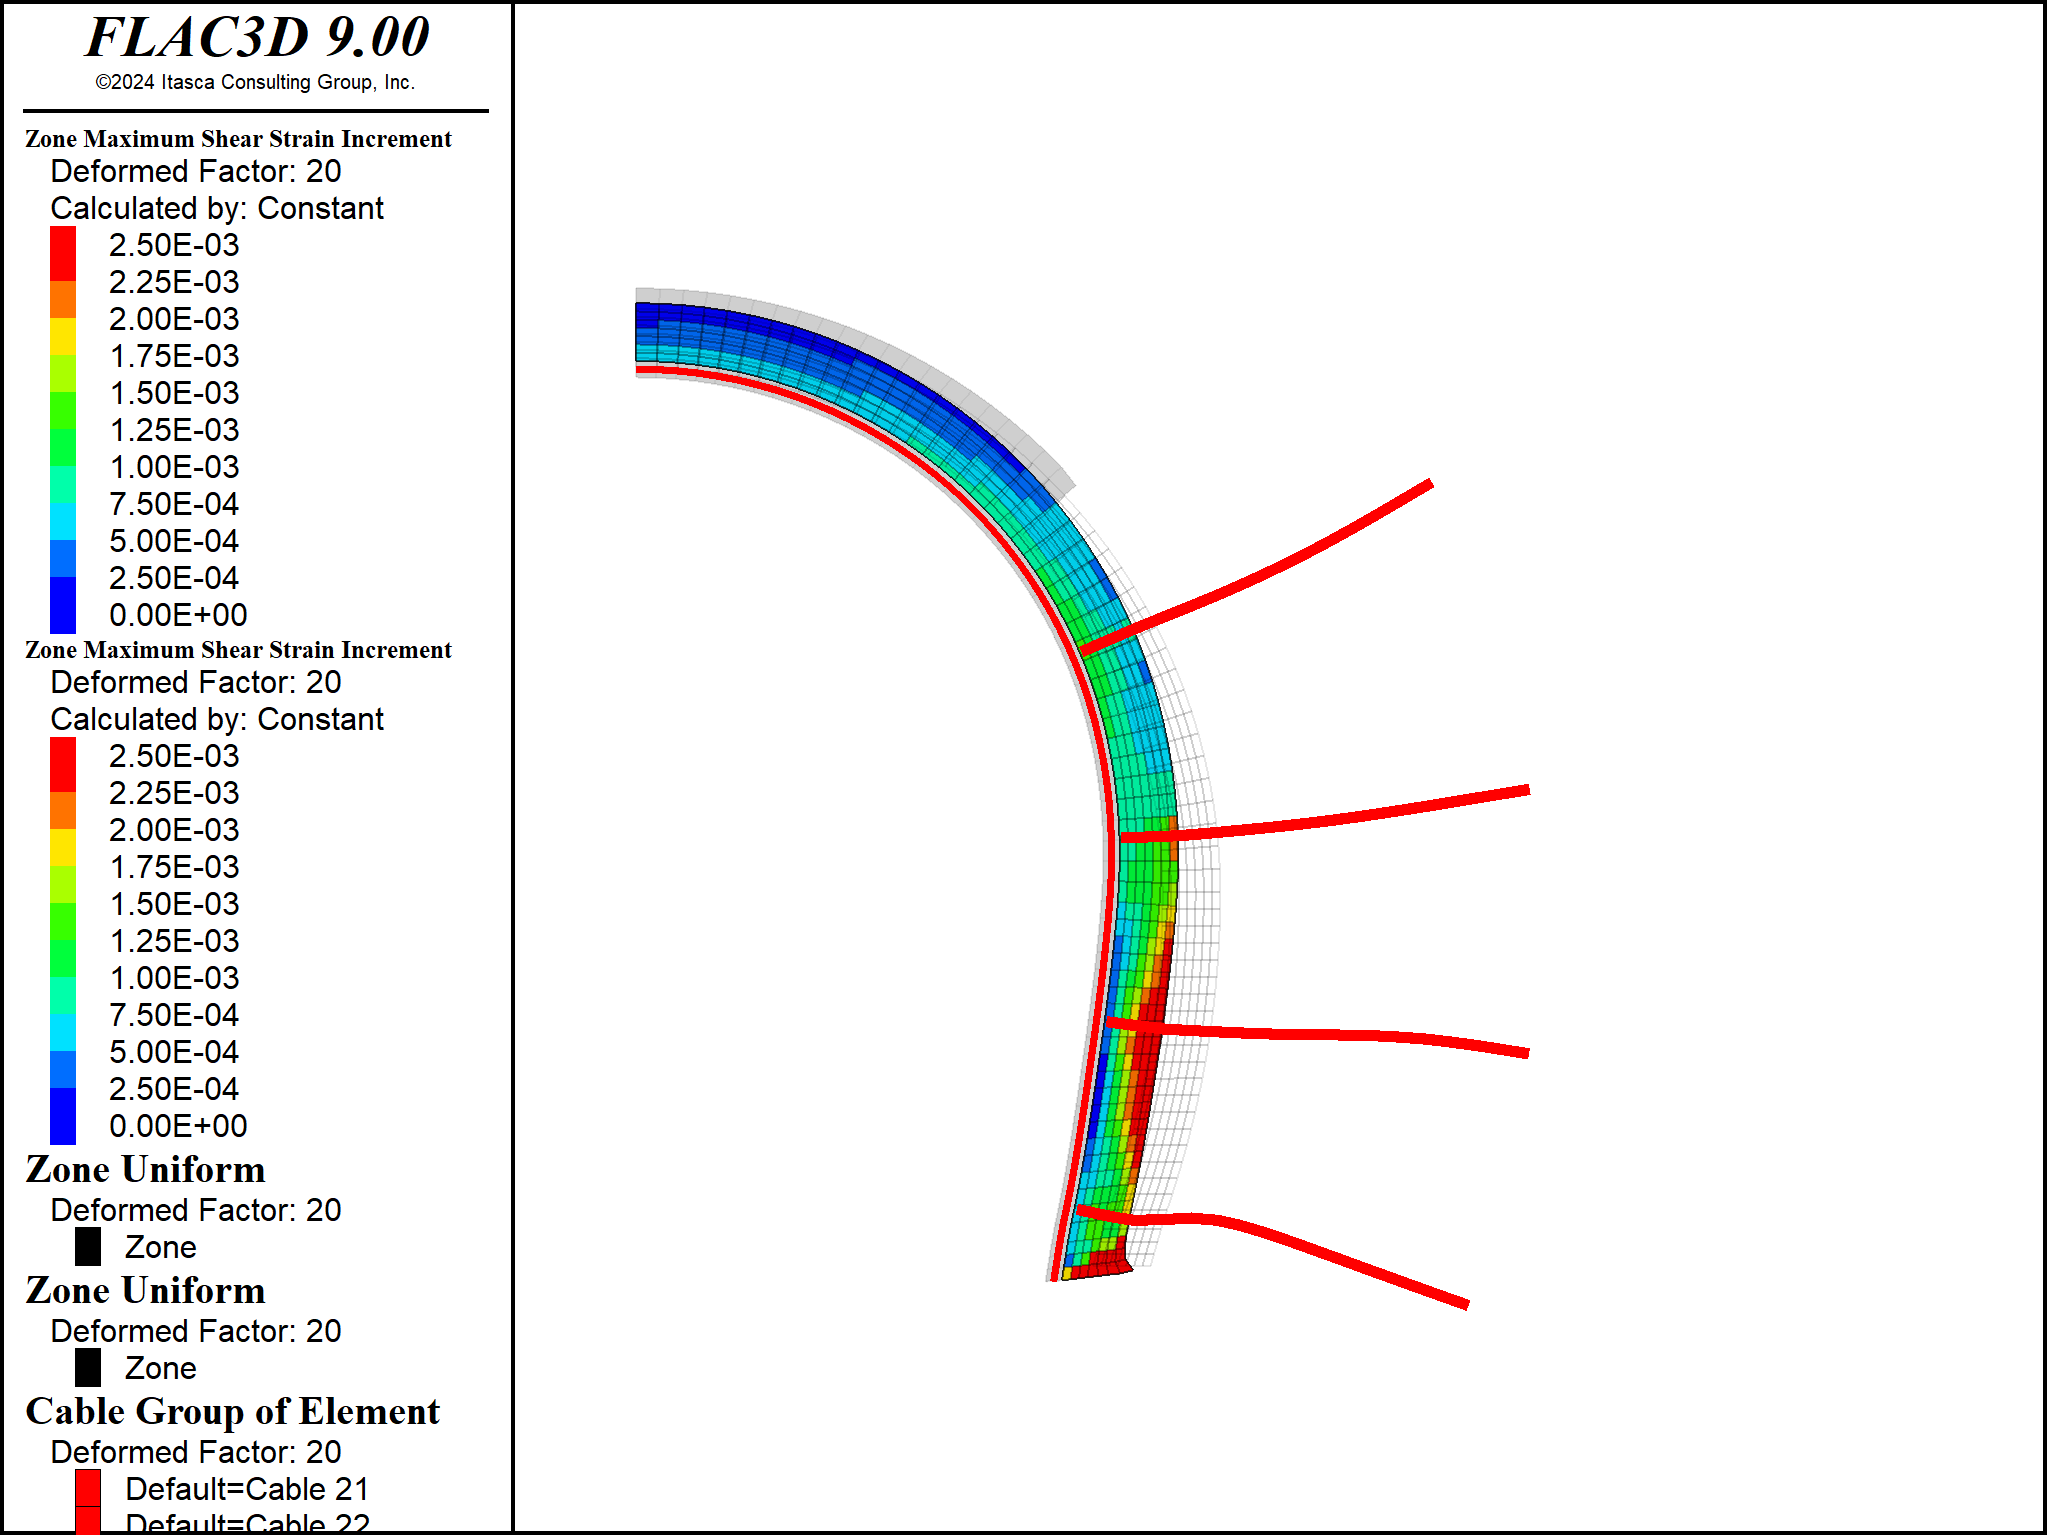 FLAC3D 9.00
©2024 Itasca Consulting Group, Inc.
Zone Maximum Shear Strain Increment
Deformed Factor: 20
Calculated by: Constant
2.50E-03
2.25E-03
2.00E-03
1.75E-03
1.50E-03
1.25E-03
1.00E-03
7.50E-04
5.00E-04
2.50E-04
0.00E+00
Zone Maximum Shear Strain Increment
Deformed Factor: 20
Calculated by: Constant
2.50E-03
2.25E-03
2.00E-03
1.75E-03
1.50E-03
1.25E-03
1.00E-03
7.50E-04
5.00E-04
2.50E-04
0.00E+00
Zone Uniform
Deformed Factor: 20
Zone
Zone Uniform
Deformed Factor: 20
Zone
Cable Group of Element
Deformed Factor: 20
Default=Cable 21
Default=Cable 22